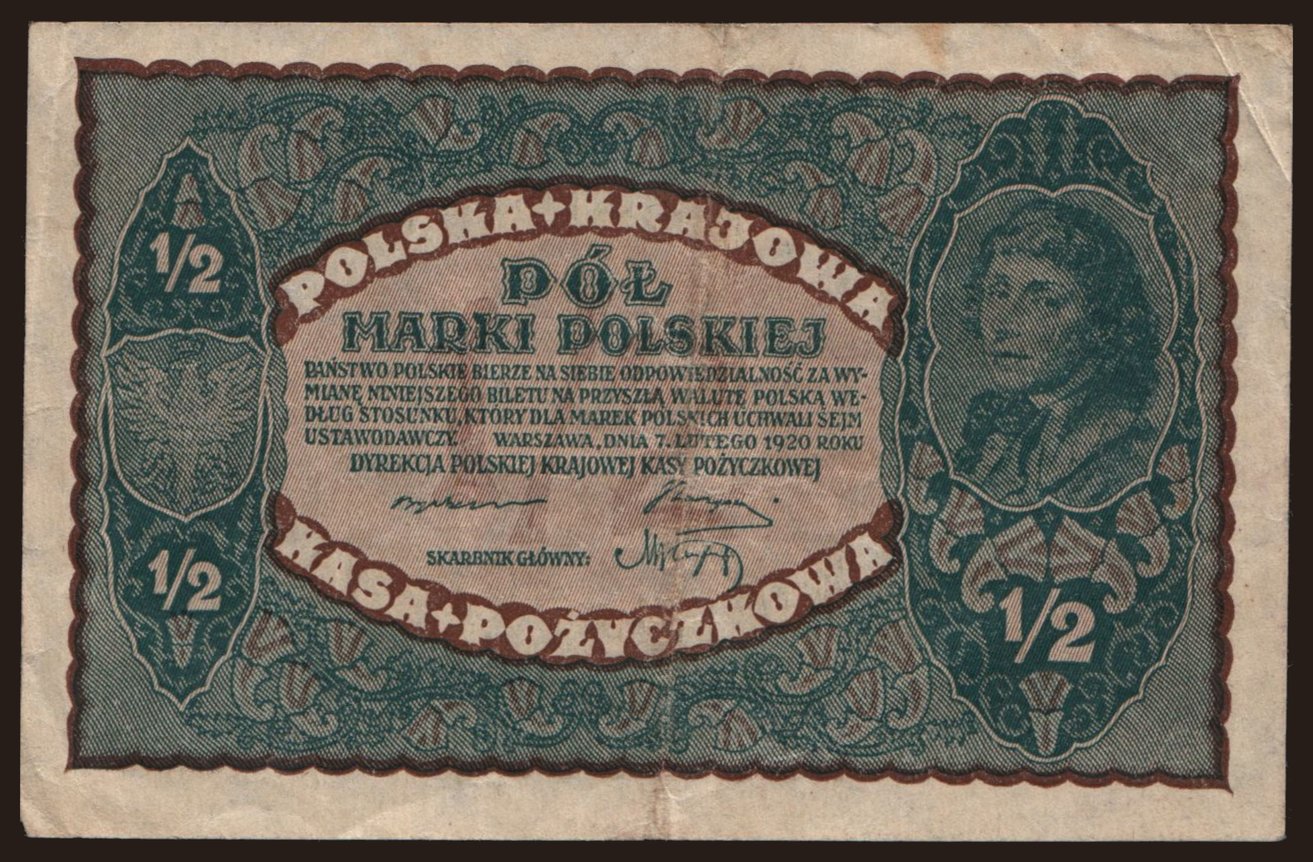 POLSKA + KRAJOWA
PÓŁ
MARKI POLSKIEJ
PAŃSTWO POLSKIE BIERZE NA SIEBIE ODPOWIEDZIALNOŚĆ ZA WY-
MIANĘ NINIEJSZEGO BILETU NA PRZYSZŁĄ WALUTĘ POLSKĄ WE-
DŁUG STOSUNKU, KTÓRY DLA MAREK POLSKICH UCHWALI SEJM
USTAWODAWCZY. WARSZAWA, DNIA 7. LUTEGO 1920 ROKU
DYREKCJA POLSKIEJ KRAJOWEJ KASY POŻYCZKOWEJ
SKARBNIK GŁÓWNY:
KASA + POŻYCZKOWA
1/2
1/2
1/2